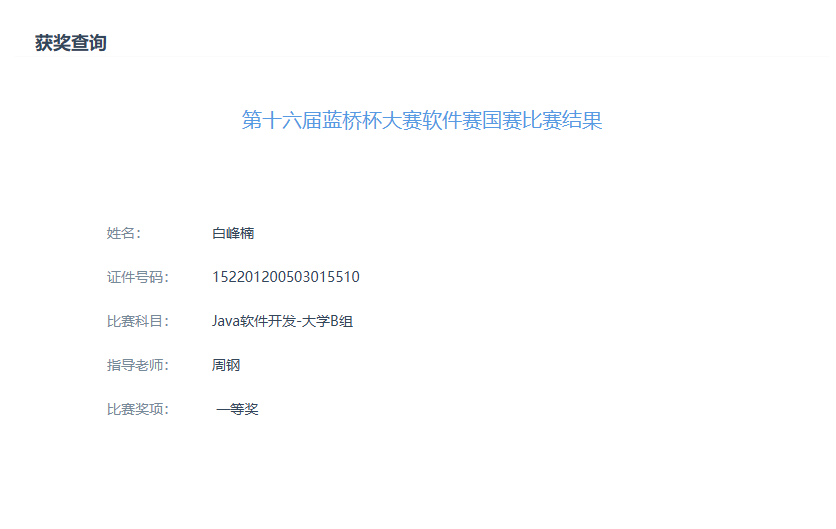 获奖查询
第十六届蓝桥杯大赛软件赛国赛比赛结果
姓名： 白峰楠
证件号码： 152201200503015510
比赛科目： Java软件开发-大学B组
指导老师： 周钢
比赛奖项： 一等奖